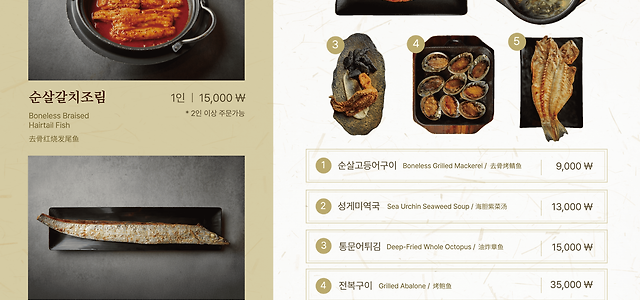 순살갈치조림
1인 | 15,000 ₩
Boneless Braised
Hairtail Fish
* 2인 이상 주문가능
去骨红烧发尾鱼
3
4
5
1 순살고등어구이 Boneless Grilled Mackerel / 去骨烤鲭鱼 9,000 ₩
2 성게미역국 Sea Urchin Seaweed Soup / 海胆紫菜汤 13,000 ₩
3 통문어튀김 Deep-Fried Whole Octopus / 油炸章鱼 15,000 ₩
4 전복구이 Grilled Abalone / 烤鲍鱼 35,000 ₩